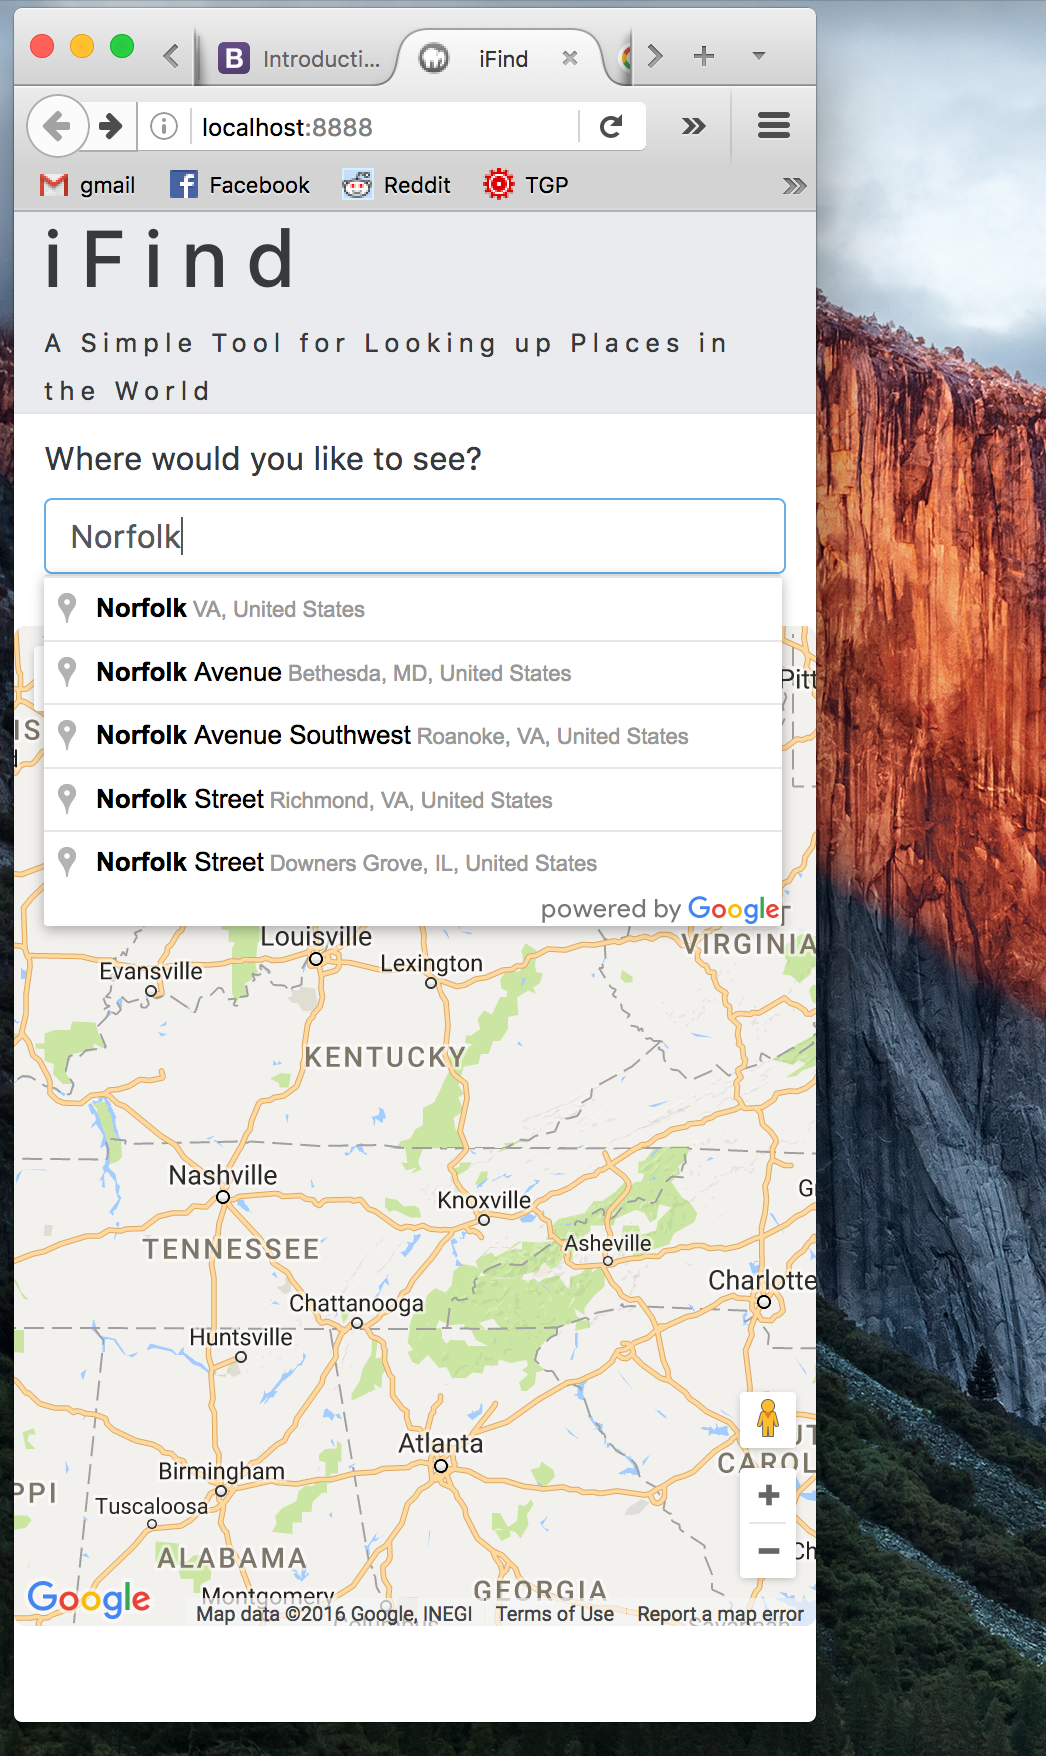 Introducti... iFind
localhost:8888
gmail Facebook Reddit TGP
iFind
A Simple Tool for Looking up Places in
the World
Where would you like to see?
Norfolk
Norfolk VA, United States
Norfolk Avenue Bethesda, MD, United States
Norfolk Avenue Southwest Roanoke, VA, United States
Norfolk Street Richmond, VA, United States
Norfolk Street Downers Grove, IL, United States
powered by Google
Pitt
IS
Louisville
VIRGINIA
Evansville
Lexington
KENTUCKY
Nashville
Knoxville
G
TENNESSEE
Asheville
Charlotte
Chattanooga
Huntsville
Atlanta
UT
CAROL
Birmingham
PPI
Tuscaloosa
Ch
ALABAMA
GEORGIA
Montgomery
Google
Map data ©2016 Google, INEGI Terms of Use Report a map error